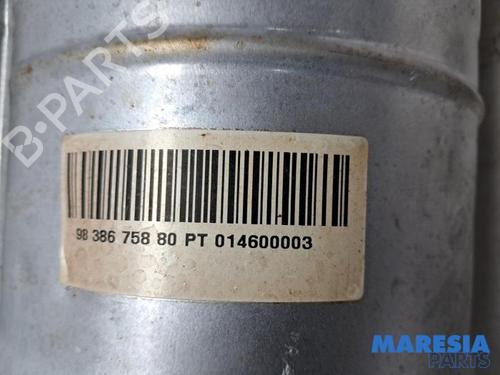 B-PARTS
98 386 758 80 PT 014600003
MARESIA
PARTS